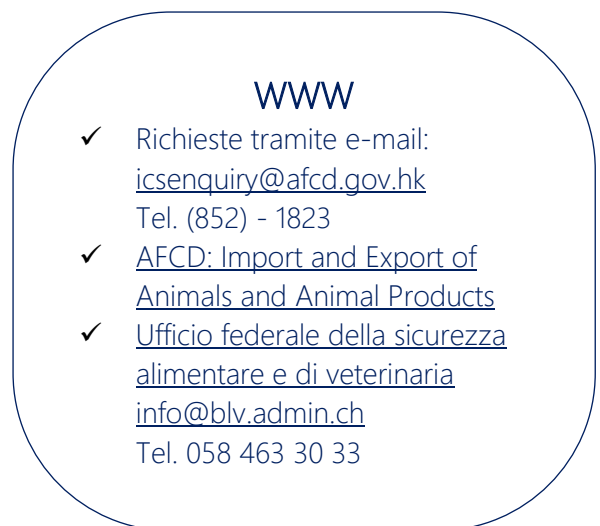 WWW
✓ Richieste tramite e-mail:
icsenquiry@afcd.gov.hk
Tel. (852) - 1823
✓ AFCD: Import and Export of
Animals and Animal Products
✓ Ufficio federale della sicurezza
alimentare e di veterinaria
info@blv.admin.ch
Tel. 058 463 30 33